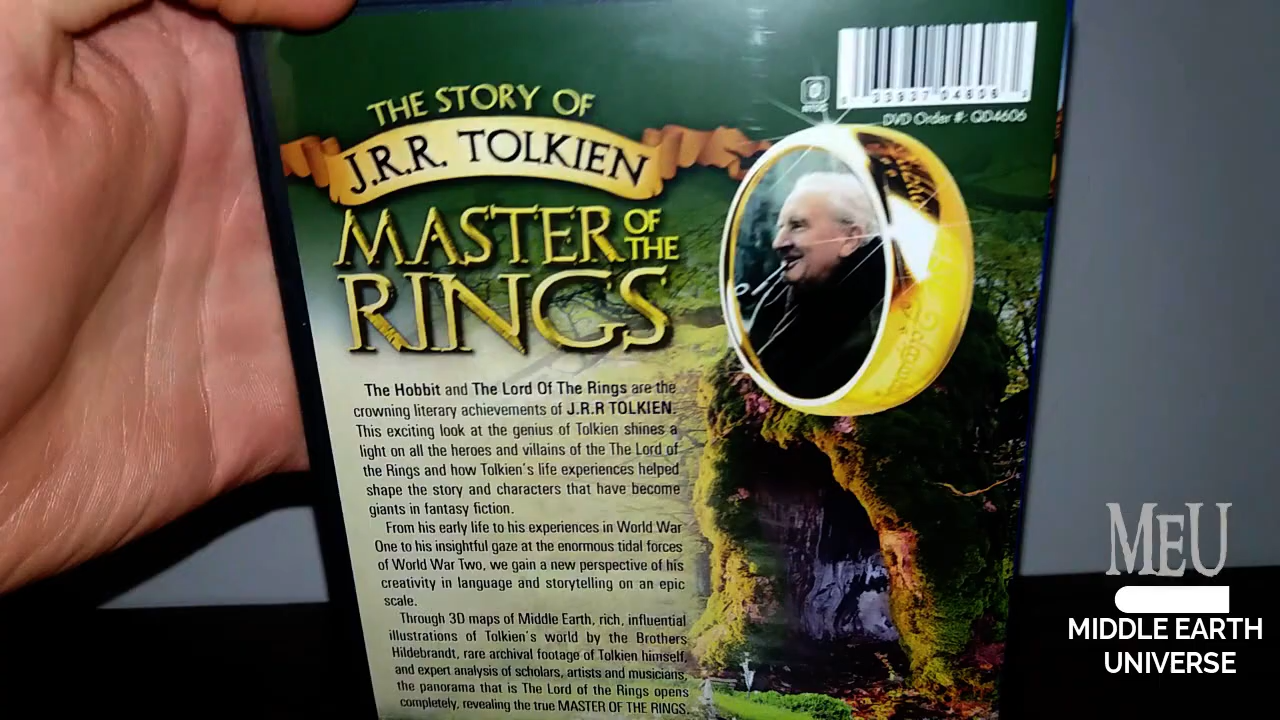 THE STORY OF
J.R.R. TOLKIEN
MASTER OF THE
RINGS
DVD Order #: QD4606
The Hobbit and The Lord Of The Rings are the
crowning literary achievements of J.R.R TOLKIEN.
This exciting look at the genius of Tolkien shines a
light on all the heroes and villains of the The Lord of
the Rings and how Tolkien's life experiences helped
shape the story and characters that have become
giants in fantasy fiction.
From his early life to his experiences in World War
One to his insightful gaze at the enormous tidal forces
of World War Two, we gain a new perspective of his
creativity in language and storytelling on an epic
scale.
Through 3D maps of Middle Earth, rich, influential
illustrations of Tolkien's world by the Brothers
Hildebrandt, rare archival footage of Tolkien himself,
and expert analysis of scholars, artists and musicians,
the panorama that is The Lord of the Rings opens
completely, revealing the true MASTER OF THE RINGS.
MEU
MIDDLE EARTH
UNIVERSE